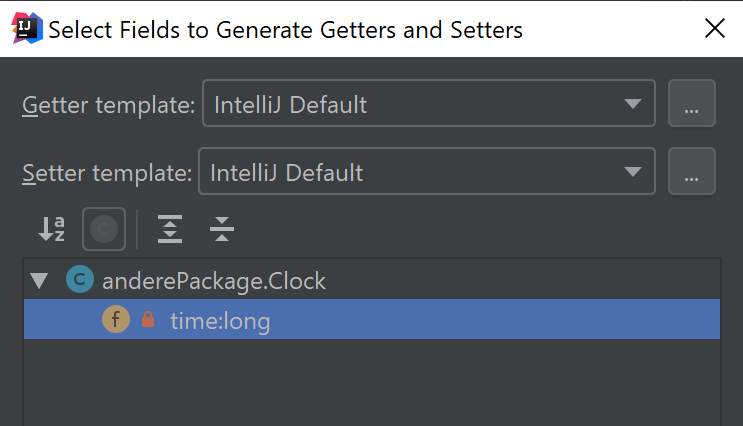 IJ Select Fields to Generate Getters and Setters
Getter template: IntelliJ Default ...
Setter template: IntelliJ Default ...
a z C
C anderePackage.Clock
f time:long